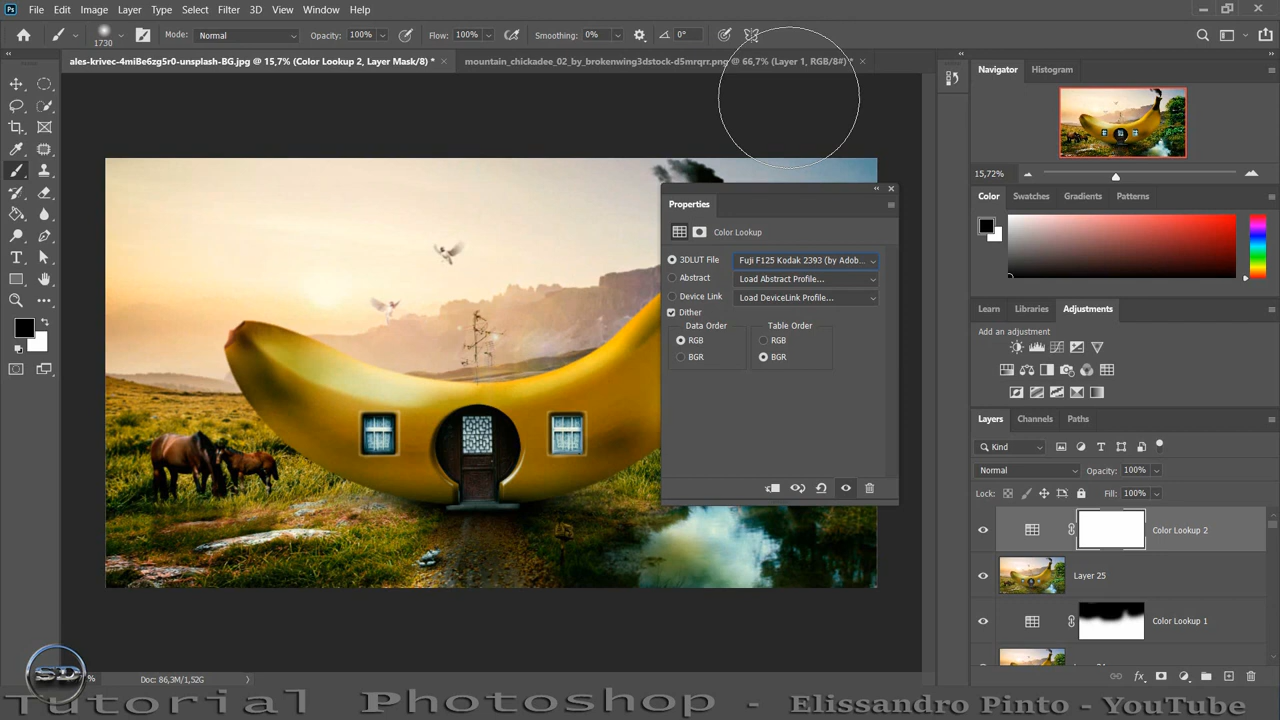 Ps File Edit Image Layer Type Select Filter 3D View Window Help
1730 Mode: Normal Opacity: 100% Flow: 100% Smoothing: 0% 0°
ales-krivec-4miBe6zg5r0-unsplash-BG.jpg @ 15,7% (Color Lookup 2, Layer Mask/8) * mountain_chickadee_02_by_brokenwing3dstock-d5mrqrr.png @ 66,7% (Layer 1, RGB/8#) *
Navigator Histogram
15,72%
Color Swatches Gradients Patterns
Properties
Color Lookup
3DLUT File Fuji F125 Kodak 2393 (by Adob...
Abstract Load Abstract Profile...
Device Link Load DeviceLink Profile...
Dither
Data Order Table Order
RGB RGB
BGR BGR
Learn Libraries Adjustments
Add an adjustment
Layers Channels Paths
Kind
Normal Opacity: 100%
Lock: Fill: 100%
Color Lookup 2
Layer 25
Color Lookup 1
SD
% Doc: 86,3M/1,52G
Tutorial Photoshop - Elissandro Pinto - YouTube